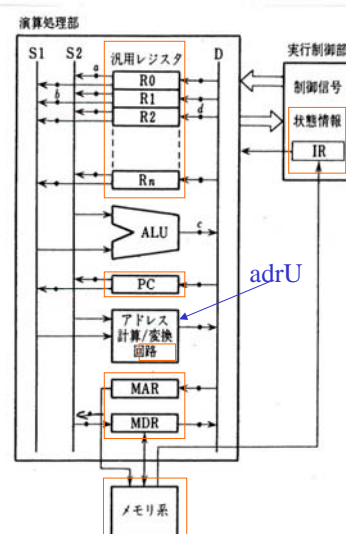 演算処理部
S1 S2 汎用レジスタ D
実行制御部
a
R0
制御信号
b
R1
d
状態情報
R2
IR
Rn
ALU
c
PC
adrU
アドレス
計算/変換
回路
MAR
MDR
メモリ系